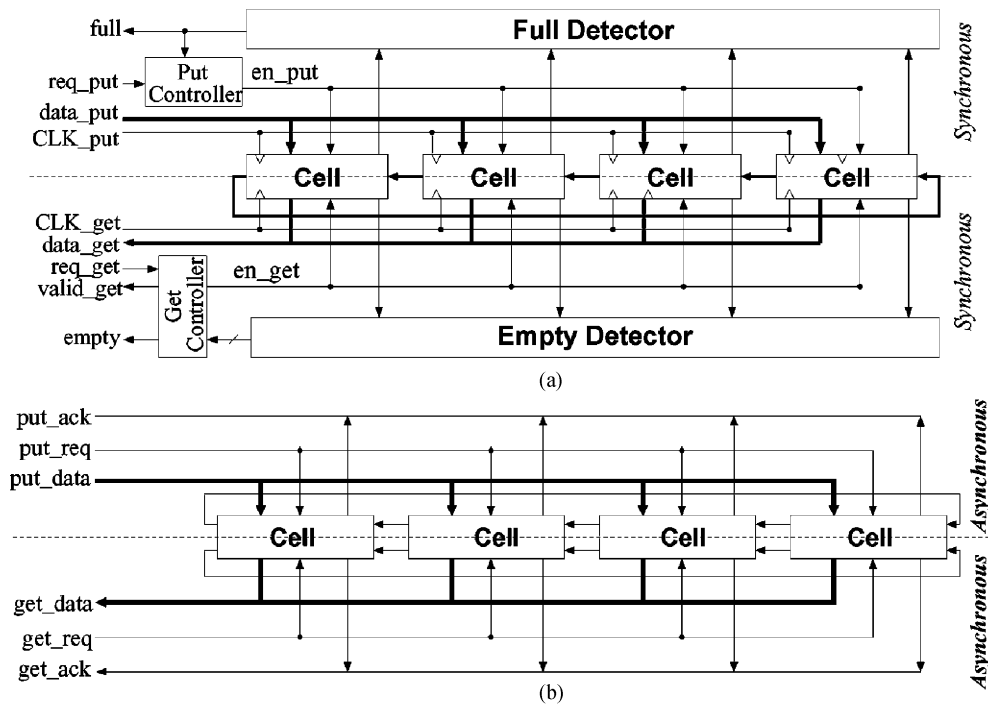 full
Full Detector
Put
Controller
en_put
req_put
data_put
CLK_put
Synchronous
Cell
Cell
Cell
Cell
CLK_get
data_get
req_get
valid_get
en_get
Get
Controller
empty
Empty Detector
Synchronous
(a)
put_ack
put_req
put_data
Asynchronous
Cell
Cell
Cell
Cell
get_data
get_req
get_ack
Asynchronous
(b)